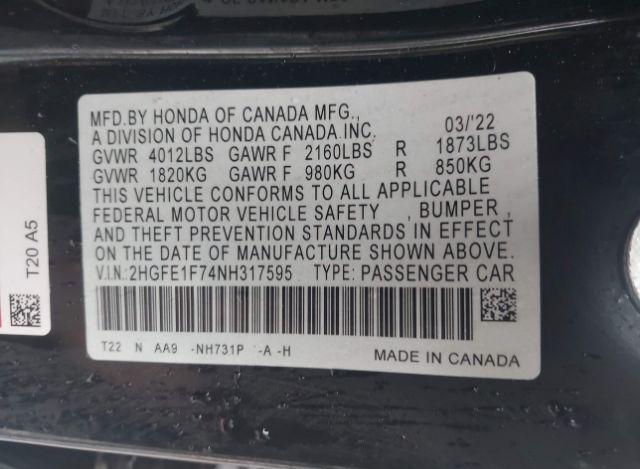 MFD.BY HONDA OF CANADA MFG.,
A DIVISION OF HONDA CANADA INC. 03/'22
GVWR 4012LBS GAWR F 2160LBS R 1873LBS
GVWR 1820KG GAWR F 980KG R 850KG
THIS VEHICLE CONFORMS TO ALL APPLICABLE
FEDERAL MOTOR VEHICLE SAFETY , BUMPER ,
AND THEFT PREVENTION STANDARDS IN EFFECT
ON THE DATE OF MANUFACTURE SHOWN ABOVE.
V.I.N.:2HGFE1F74NH317595 TYPE: PASSENGER CAR
T22 N AA9 -NH731P -A -H
MADE IN CANADA
T20 A5